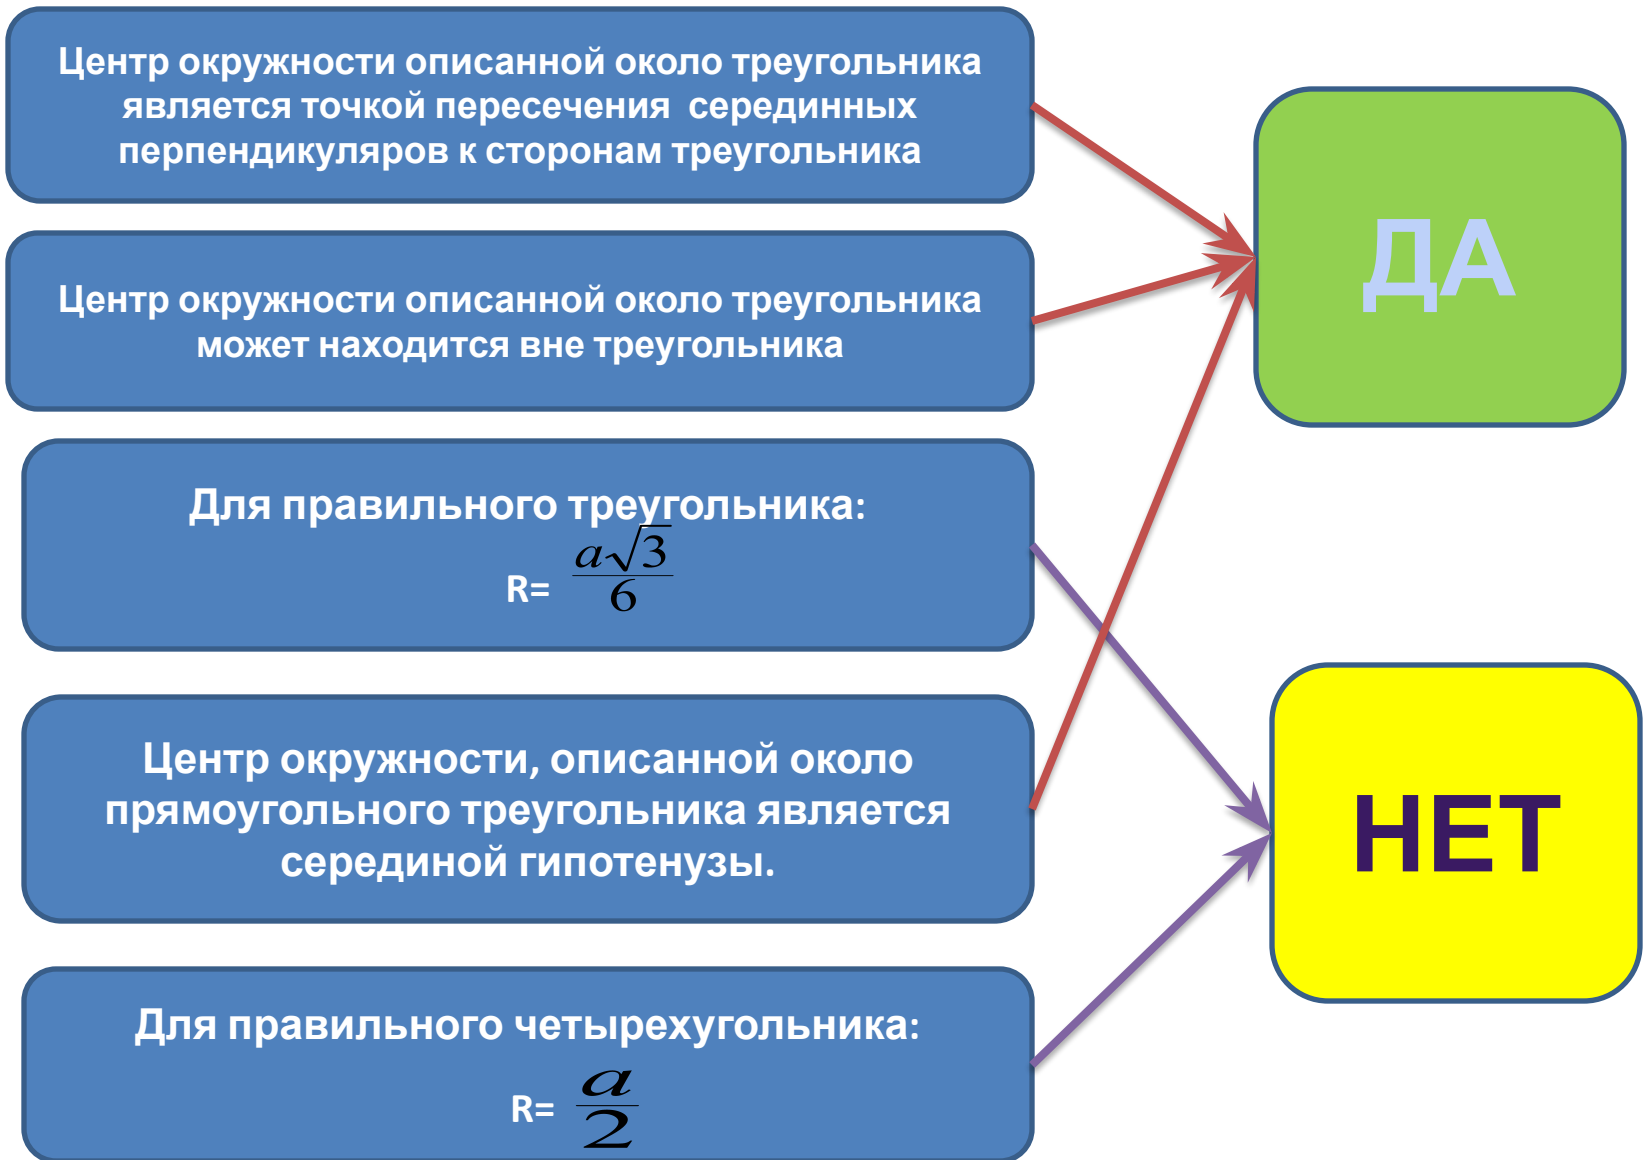 Центр окружности описанной около треугольника
является точкой пересечения серединных
перпендикуляров к сторонам треугольника
ДА
Центр окружности описанной около треугольника
может находится вне треугольника
Для правильного треугольника:
R= a√3/6
Центр окружности, описанной около
прямоугольного треугольника является
серединой гипотенузы.
НЕТ
Для правильного четырехугольника:
R= a/2